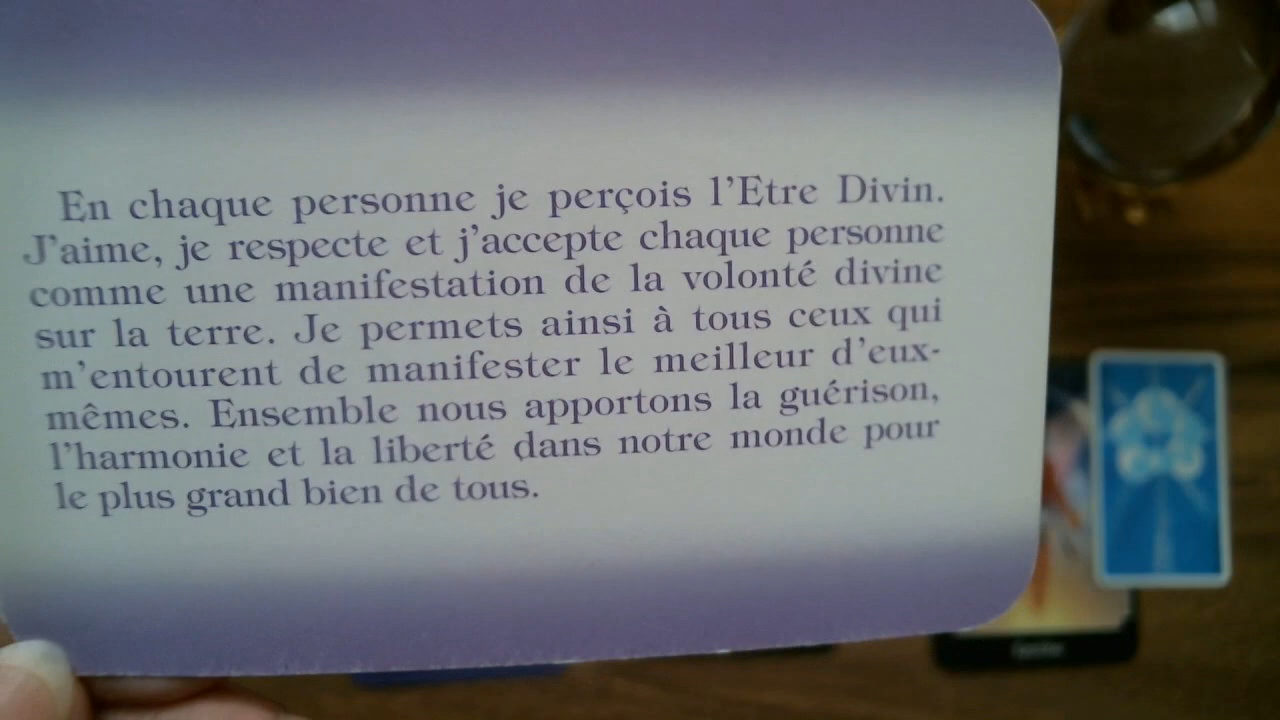 En chaque personne je perçois l'Etre Divin.
J'aime, je respecte et j'accepte chaque personne
comme une manifestation de la volonté divine
sur la terre. Je permets ainsi à tous ceux qui
m'entourent de manifester le meilleur d'eux-
mêmes. Ensemble nous apportons la guérison,
l'harmonie et la liberté dans notre monde pour
le plus grand bien de tous.